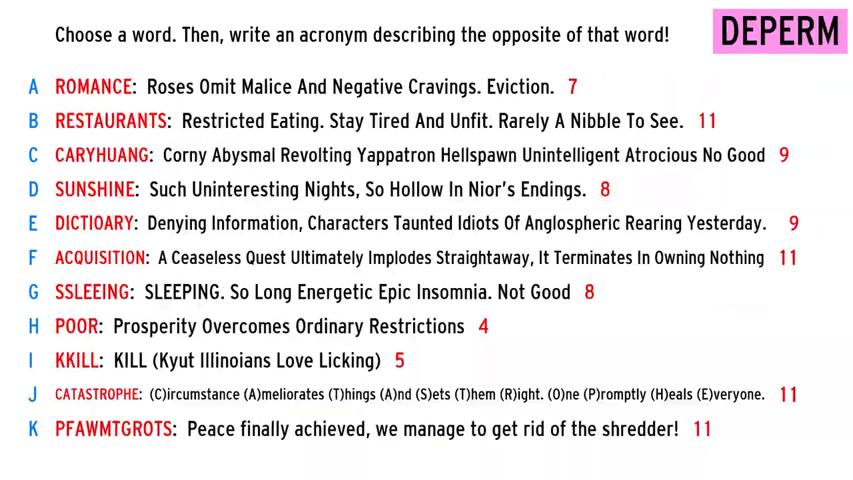 Choose a word. Then, write an acronym describing the opposite of that word!
DEPERM
A ROMANCE: Roses Omit Malice And Negative Cravings. Eviction. 7
B RESTAURANTS: Restricted Eating. Stay Tired And Unfit. Rarely A Nibble To See. 11
C CARYHUANG: Corny Abysmal Revolting Yappatron Hellspawn Unintelligent Atrocious No Good 9
D SUNSHINE: Such Uninteresting Nights, So Hollow In Nior's Endings. 8
E DICTIOARY: Denying Information, Characters Taunted Idiots Of Anglospheric Rearing Yesterday. 9
F ACQUISITION: A Ceaseless Quest Ultimately Implodes Straightaway, It Terminates In Owning Nothing 11
G SSLEEING: SLEEPING. So Long Energetic Epic Insomnia. Not Good 8
H POOR: Prosperity Overcomes Ordinary Restrictions 4
I KKILL: KILL (Kyut Illinoians Love Licking) 5
J CATASTROPHE: (C)ircumstance (A)meliorates (T)hings (A)nd (S)ets (T)hem (R)ight. (O)ne (P)romptly (H)eals (E)veryone. 11
K PFAWMTGROTS: Peace finally achieved, we manage to get rid of the shredder! 11